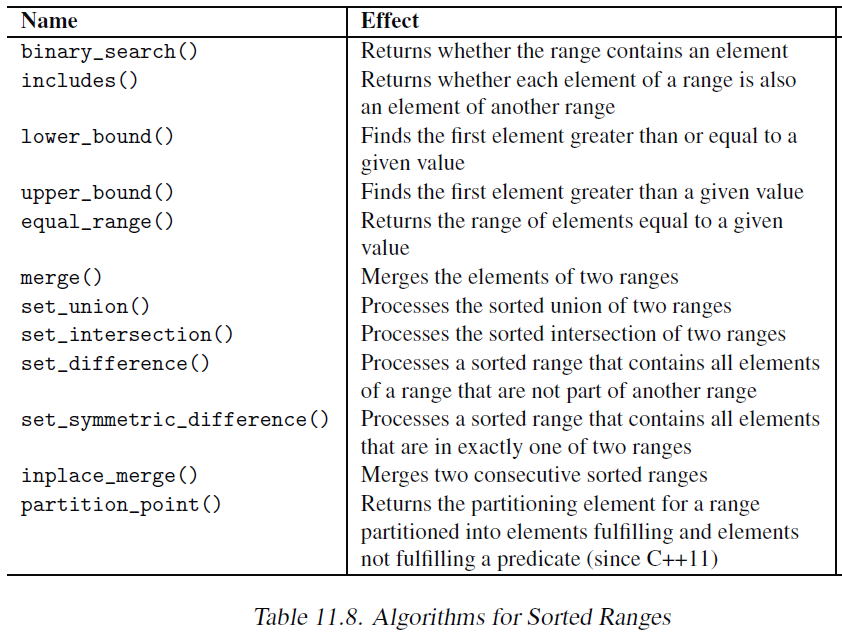 Name Effect
binary_search() Returns whether the range contains an element
includes() Returns whether each element of a range is also
an element of another range
lower_bound() Finds the first element greater than or equal to a
given value
upper_bound() Finds the first element greater than a given value
equal_range() Returns the range of elements equal to a given
value
merge() Merges the elements of two ranges
set_union() Processes the sorted union of two ranges
set_intersection() Processes the sorted intersection of two ranges
set_difference() Processes a sorted range that contains all elements
of a range that are not part of another range
set_symmetric_difference() Processes a sorted range that contains all elements
that are in exactly one of two ranges
inplace_merge() Merges two consecutive sorted ranges
partition_point() Returns the partitioning element for a range
partitioned into elements fulfilling and elements
not fulfilling a predicate (since C++11)
Table 11.8. Algorithms for Sorted Ranges